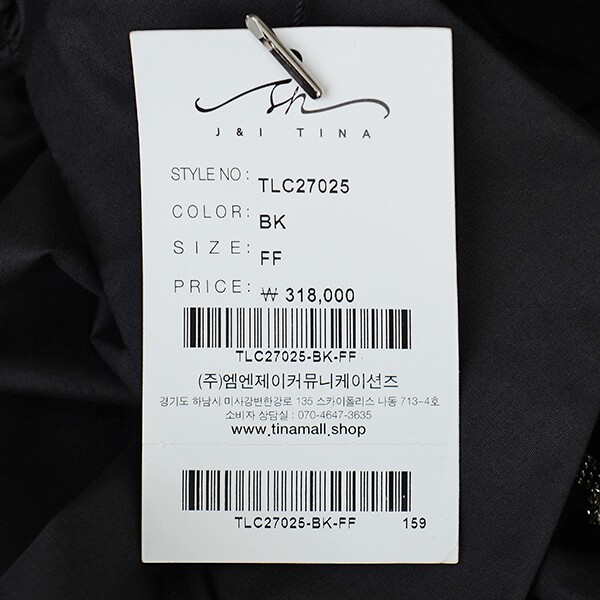 sh
J & I TINA
STYLE NO : TLC27025
COLOR: BK
SIZE: FF
PRICE: ₩ 318,000
TLC27025-BK-FF
(주)엠엔제이커뮤니케이션즈
경기도 하남시 미사강변한강로 135 스카이폴리스 나동 713-4호
소비자 상담실 : 070-4647-3635
www.tinamall.shop
TLC27025-BK-FF 159